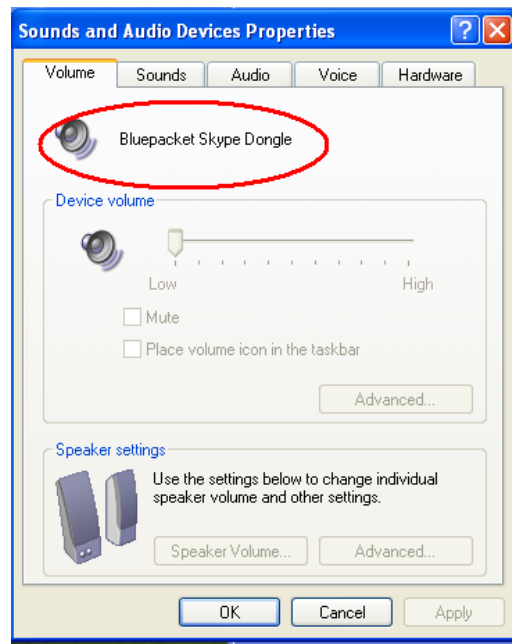 Sounds and Audio Devices Properties
Volume
Sounds
Audio
Voice
Hardware
Bluepacket Skype Dongle
Device volume
Low
High
Mute
Place volume icon in the taskbar
Advanced...
Speaker settings
Use the settings below to change individual
speaker volume and other settings.
Speaker Volume...
Advanced...
OK
Cancel
Apply